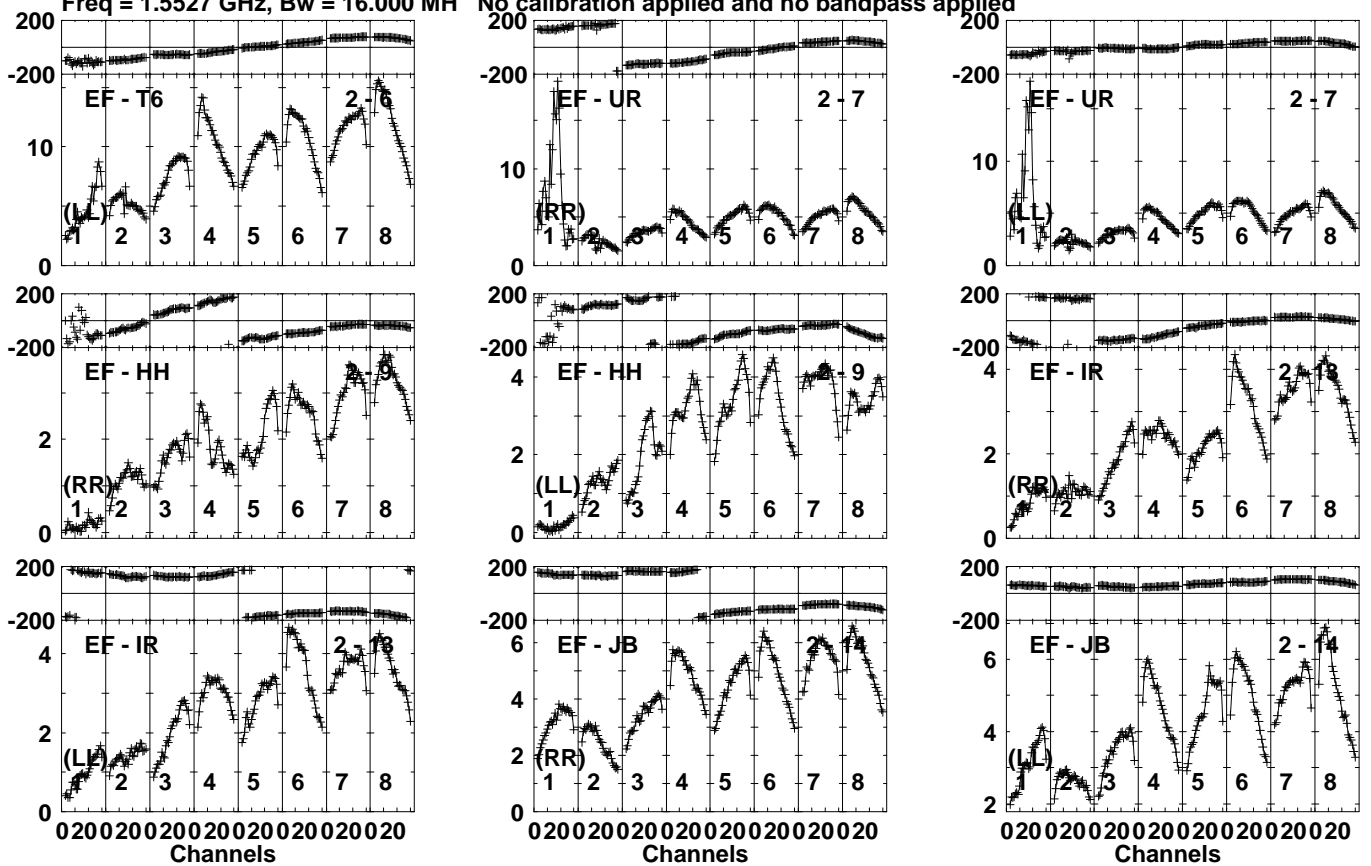 Freq = 1.5527 GHz, Bw = 16.000 MH No calibration applied and no bandpass applied
200
-200
EF - T6
2 - 6
10
(LL)
1 2 3 4 5 6 7 8
0
200
-200
EF - UR
2 - 7
10
(RR)
1 2 3 4 5 6 7 8
0
200
-200
EF - UR
2 - 7
10
(LL)
1 2 3 4 5 6 7 8
0
200
-200
EF - HH
2 - 9
2
(RR)
1 2 3 4 5 6 7 8
0
200
-200
EF - HH
2 - 9
4
2
(LL)
1 2 3 4 5 6 7 8
0
200
-200
EF - IR
2 - 13
4
2
(RR)
1 2 3 4 5 6 7 8
0
200
-200
EF - IR
2 - 13
4
2
(LL)
1 2 3 4 5 6 7 8
0
0 20 0 20 0 20 0 20 0 20 0 20 0 20 0 20
Channels
200
-200
EF - JB
2 - 14
6
4
2
(RR)
1 2 3 4 5 6 7 8
0
0 20 0 20 0 20 0 20 0 20 0 20 0 20 0 20
Channels
200
-200
EF - JB
2 - 14
6
4
(LL)
1 2 3 4 5 6 7 8
2
0 20 0 20 0 20 0 20 0 20 0 20 0 20 0 20
Channels